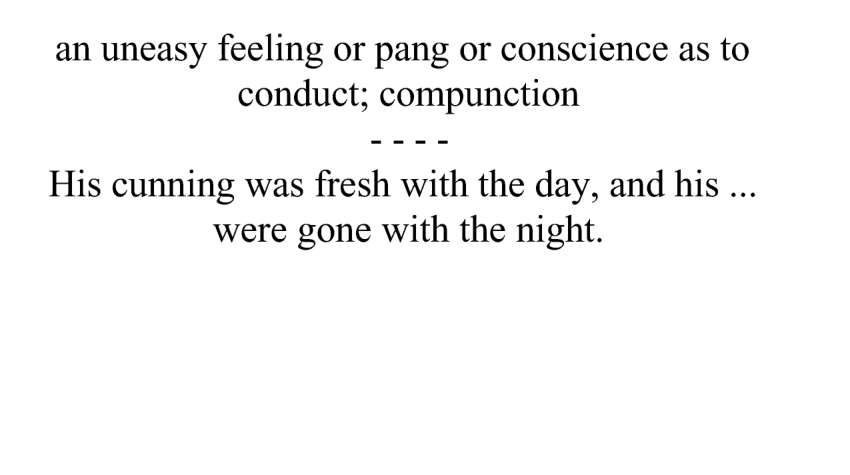 an uneasy feeling or pang or conscience as to
conduct; compunction
- - - -
His cunning was fresh with the day, and his ...
were gone with the night.